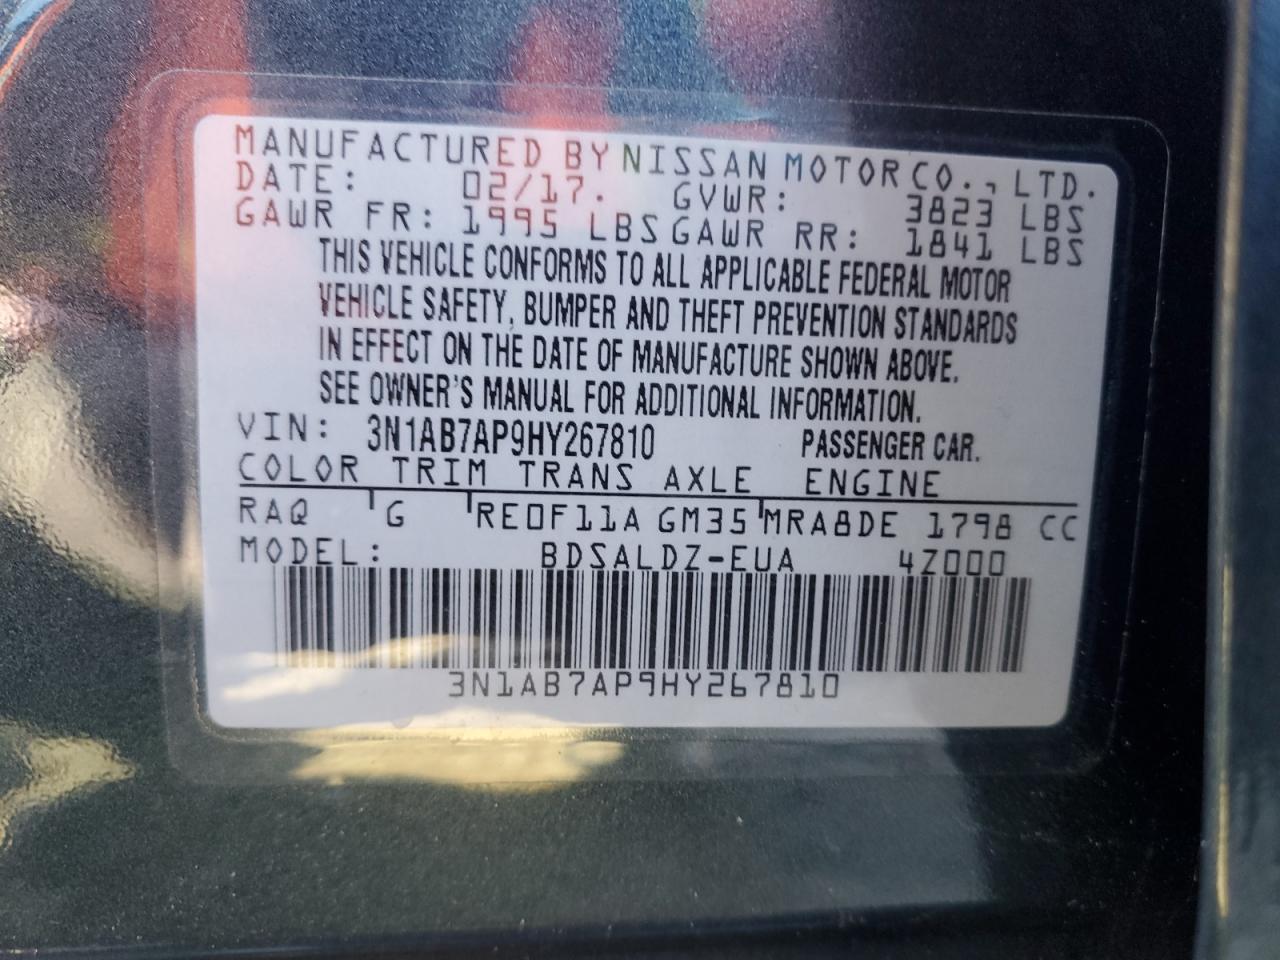 MANUFACTURED BY NISSAN MOTOR CO., LTD.
DATE: 02/17. GVWR: 3823 LBS
GAWR FR: 1995 LBS GAWR RR: 1841 LBS
THIS VEHICLE CONFORMS TO ALL APPLICABLE FEDERAL MOTOR
VEHICLE SAFETY, BUMPER AND THEFT PREVENTION STANDARDS
IN EFFECT ON THE DATE OF MANUFACTURE SHOWN ABOVE.
SEE OWNER'S MANUAL FOR ADDITIONAL INFORMATION.
VIN: 3N1AB7AP9HY267810 PASSENGER CAR.
COLOR TRIM TRANS AXLE ENGINE
RAQ G RE0F11A GM35 MRA8DE 1798 CC
MODEL: BDSALDZ-EUA 4Z000
3N1AB7AP9HY267810